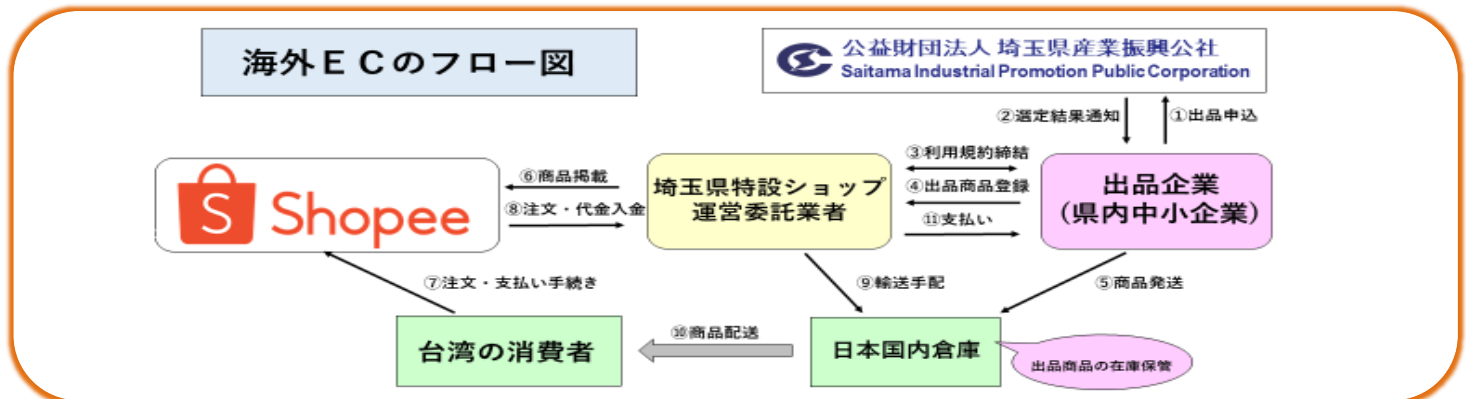 海外ＥＣのフロー図
公益財団法人 埼玉県産業振興公社
Saitama Industrial Promotion Public Corporation
②選定結果通知
①出品申込
Shopee
⑥商品掲載
⑧注文・代金入金
埼玉県特設ショップ
運営委託業者
③利用規約締結
④出品商品登録
⑪支払い
出品企業
（県内中小企業）
⑦注文・支払い手続き
⑨輸送手配
⑤商品発送
台湾の消費者
⑩商品配送
日本国内倉庫
出品商品の在庫保管